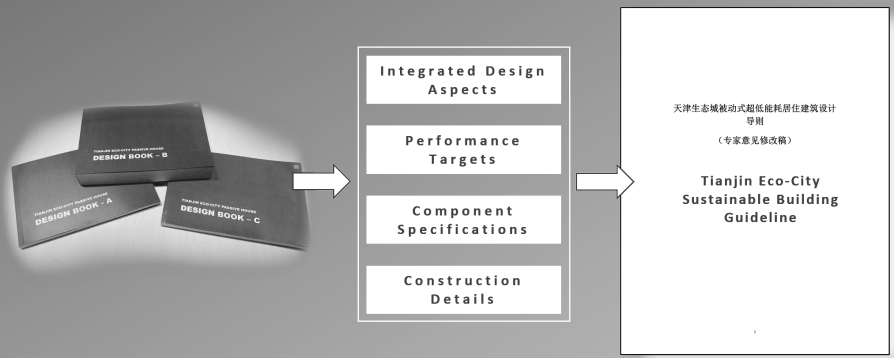 TIANJIN ECO-CITY PASSIVE HOUSE
DESIGN BOOK – B
TIANJIN ECO-CITY PASSIVE HOUSE
DESIGN BOOK - A
TIANJIN ECO-CITY PASSIVE HOUSE
DESIGN BOOK – C
Integrated Design
Aspects
Performance
Targets
Component
Specifications
Construction
Details
天津生态城被动式超低能耗居住建筑设计
导则
（专家意见修改稿）
Tianjin Eco-City
Sustainable Building
Guideline